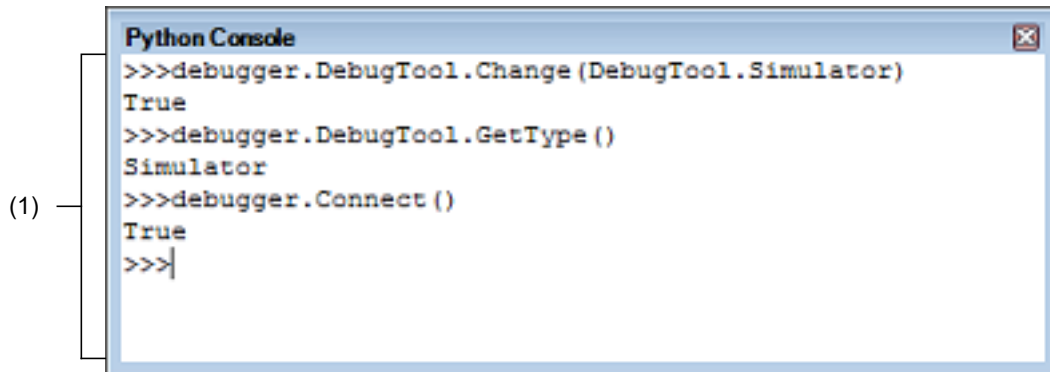 Python Console
>>>debugger.DebugTool.Change(DebugTool.Simulator)
True
>>>debugger.DebugTool.GetType()
Simulator
>>>debugger.Connect()
(1)
True
>>>